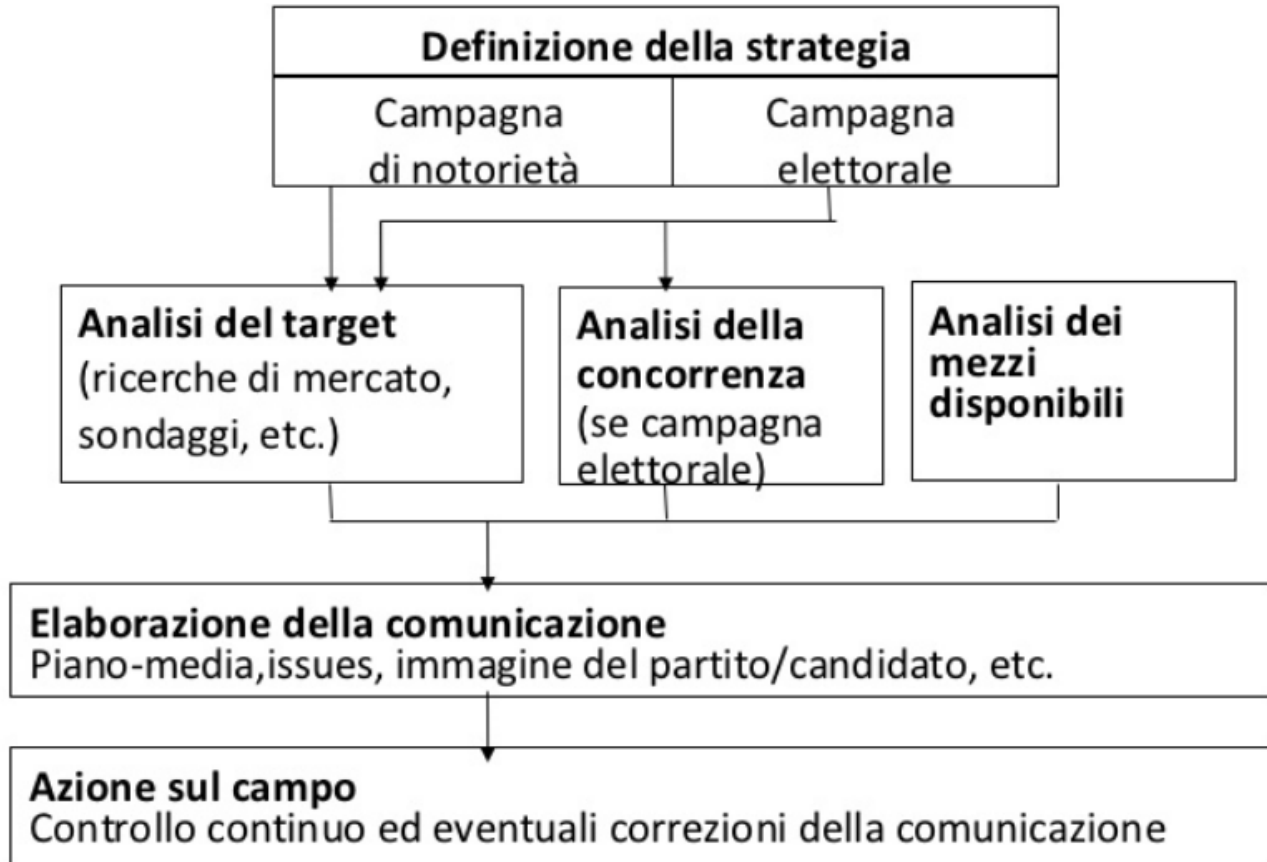 Definizione della strategia
Campagna
di notorietà
Campagna
elettorale
Analisi del target
(ricerche di mercato,
sondaggi, etc.)
Analisi della
concorrenza
(se campagna
elettorale)
Analisi dei
mezzi
disponibili
Elaborazione della comunicazione
Piano-media,issues, immagine del partito/candidato, etc.
Azione sul campo
Controllo continuo ed eventuali correzioni della comunicazione